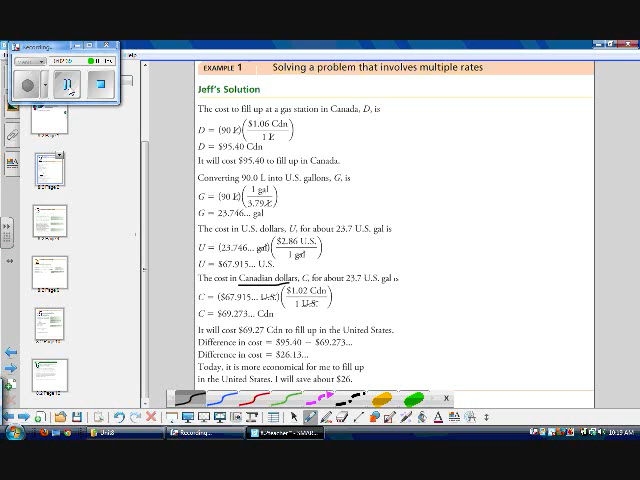 Recording...
EXAMPLE 1 Solving a problem that involves multiple rates
Jeff's Solution
The cost to fill up at a gas station in Canada, D, is
D = (90 L)($1.06 Cdn / 1 L)
D = $95.40 Cdn
It will cost $95.40 to fill up in Canada.
Converting 90.0 L into U.S. gallons, G, is
G = (90 L)(1 gal / 3.79 L)
G = 23.746... gal
The cost in U.S. dollars, U, for about 23.7 U.S. gal is
U = (23.746... gal)($2.86 U.S. / 1 gal)
U = $67.915... U.S.
The cost in Canadian dollars, C, for about 23.7 U.S. gal is
C = ($67.915... U.S.)($1.02 Cdn / 1 U.S.)
C = $69.273... Cdn
It will cost $69.27 Cdn to fill up in the United States.
Difference in cost = $95.40 − $69.273...
Difference in cost = $26.13...
Today, it is more economical for me to fill up
in the United States. I will save about $26.
Unit8
Recording...
10:19 AM